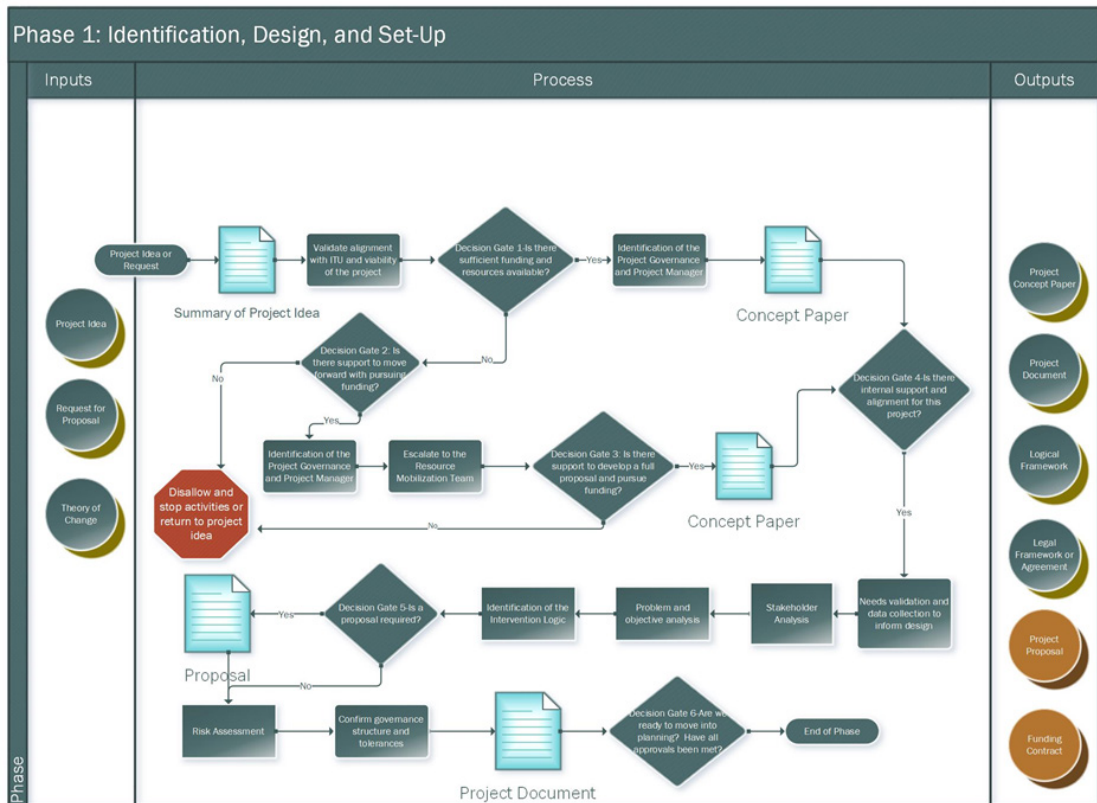 Phase 1: Identification, Design, and Set-Up
Inputs
Process
Outputs
Project Idea or
Request
Summary of Project Idea
Validate alignment
with ITU and viability
of the project
Decision Gate 1-Is there
sufficient funding and
resources available?
Yes
Identification of the
Project Governance
and Project Manager
Concept Paper
No
Decision Gate 2: Is
there support to move
forward with pursuing
funding?
No
Yes
Identification of the
Project Governance
and Project Manager
Escalate to the
Resource
Mobilization Team
Decision Gate 3: Is there
support to develop a full
proposal and pursue
funding?
Yes
Concept Paper
No
Disallow and
stop activities or
return to project
idea
Decision Gate 4-Is there
internal support and
alignment for this
project?
Yes
Needs validation and
data collection to
inform design
Stakeholder
Analysis
Problem and
objective analysis
Identification of the
Intervention Logic
Decision Gate 5-Is a
proposal required?
Yes
Proposal
No
Risk Assessment
Confirm governance
structure and
tolerances
Project Document
Decision Gate 6-Are we
ready to move into
planning? Have all
approvals been met?
End of Phase
Project Idea
Request for
Proposal
Theory of
Change
Project
Concept Paper
Project
Document
Logical
Framework
Legal
Framework or
Agreement
Project
Proposal
Funding
Contract
Phase